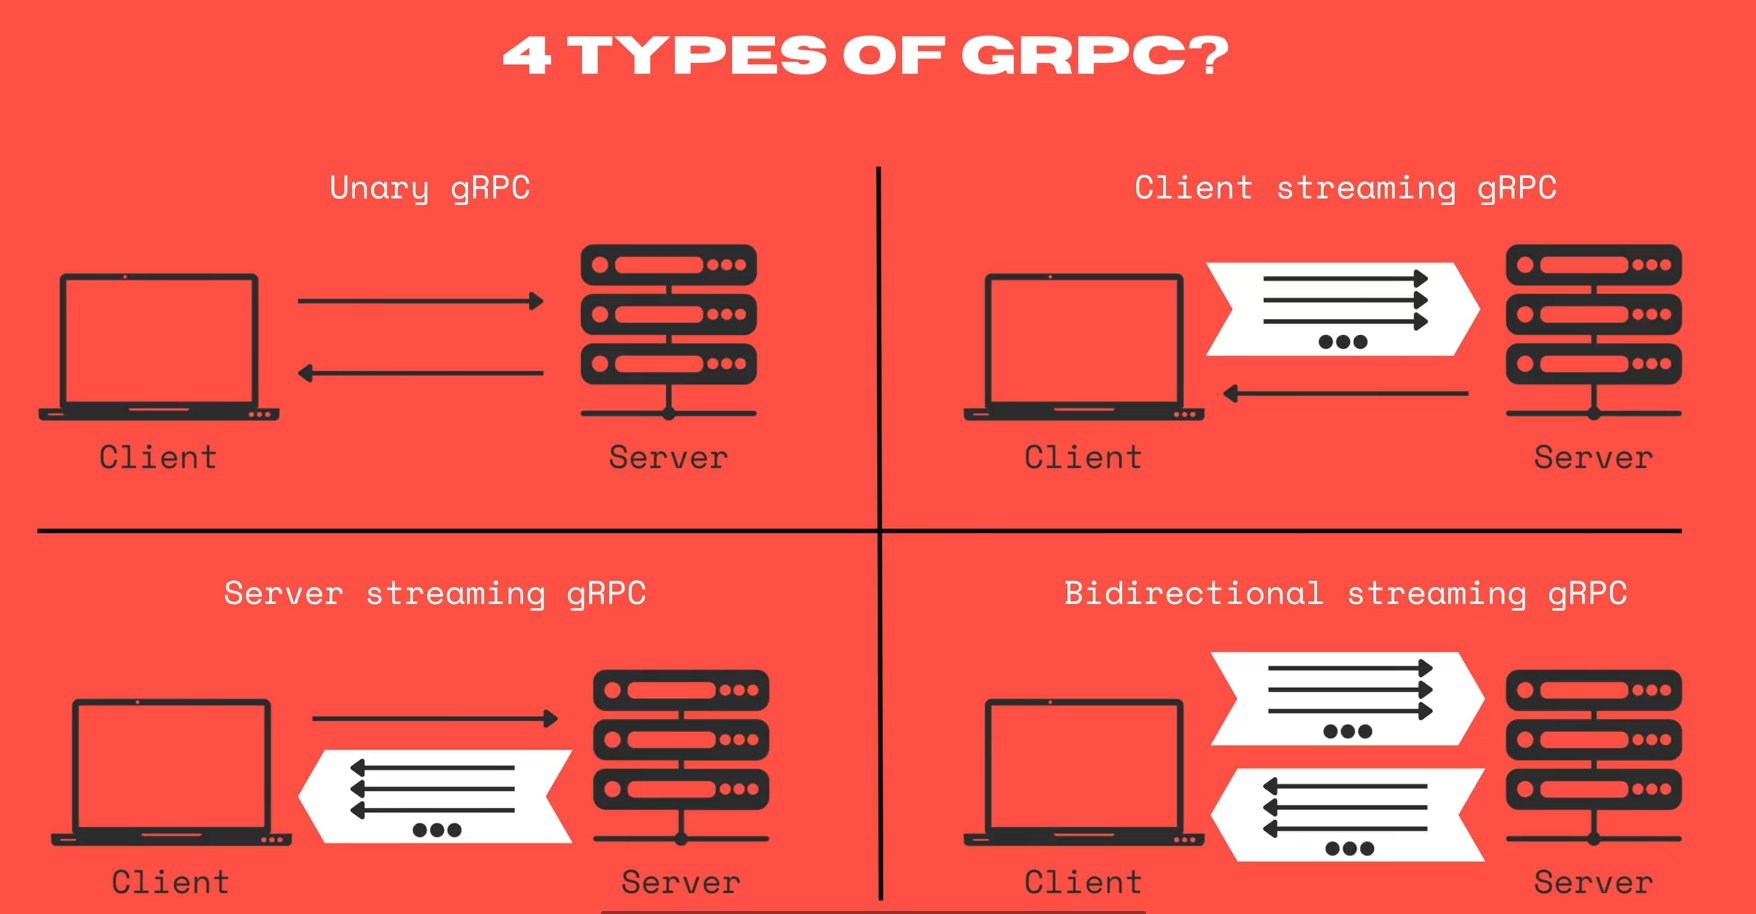 4 TYPES OF GRPC?
Unary gRPC
Client
Server
Client streaming gRPC
Client
Server
Server streaming gRPC
Client
Server
Bidirectional streaming gRPC
Client
Server